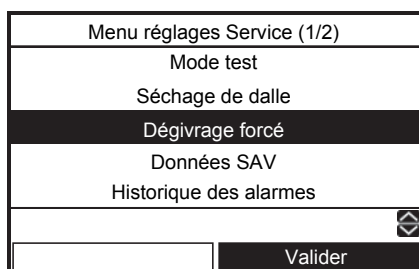 Menu réglages Service (1/2)
Mode test
Séchage de dalle
Dégivrage forcé
Données SAV
Historique des alarmes
Valider